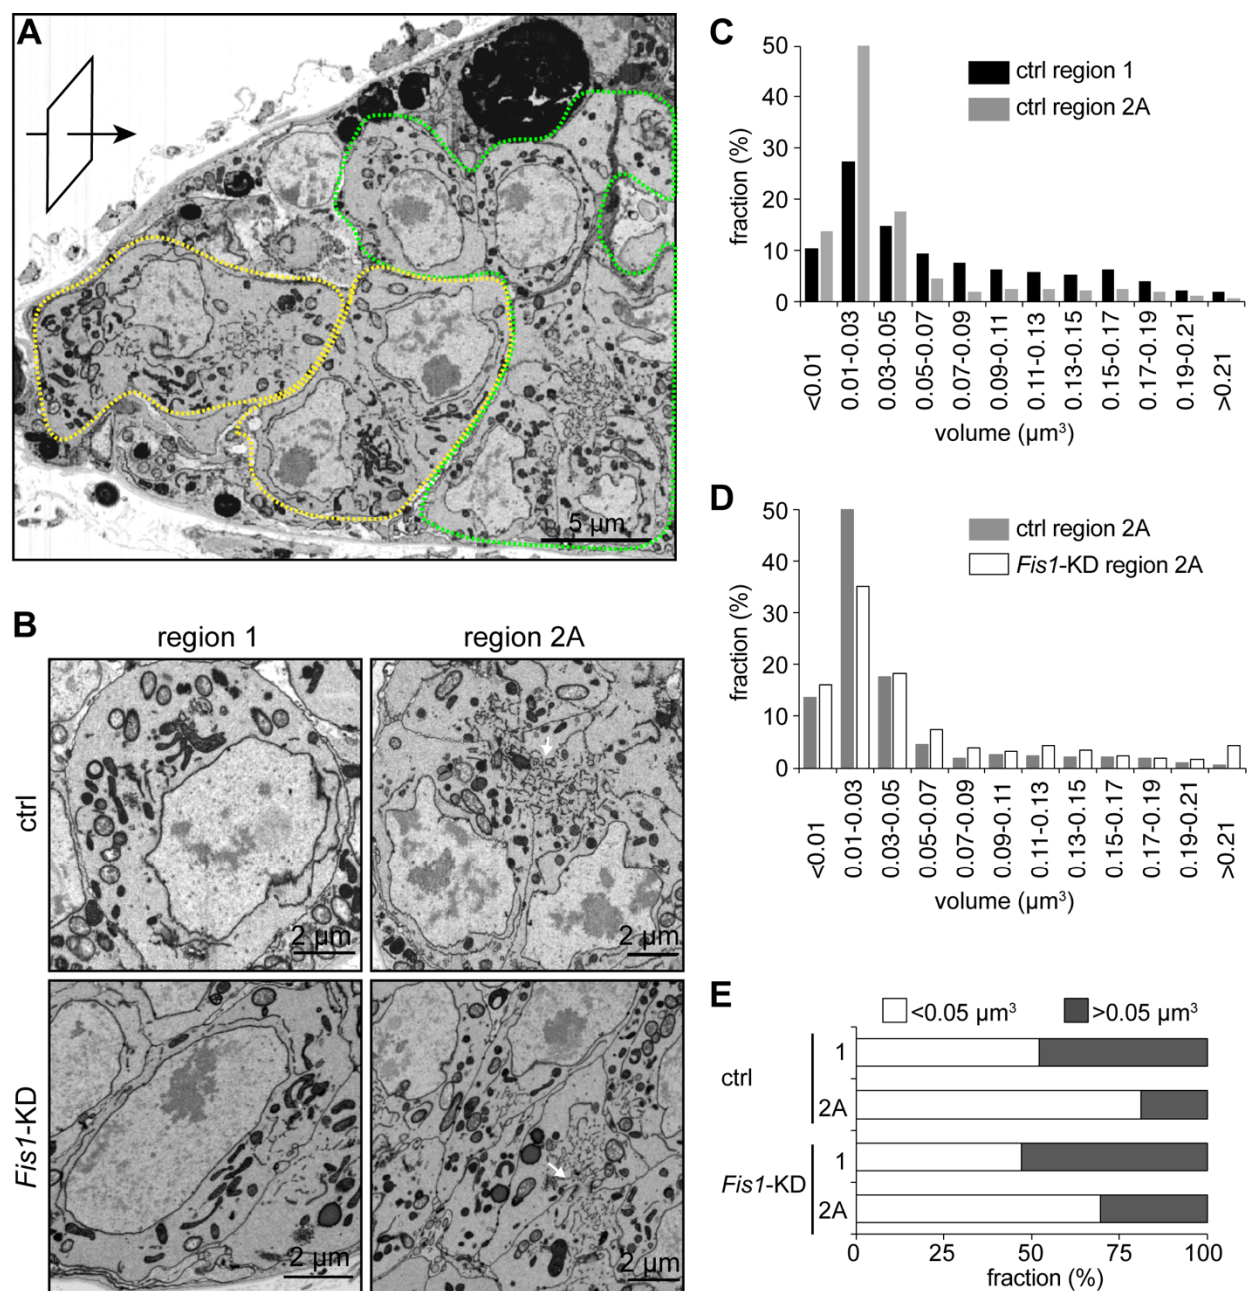 A
5 µm
B
region 1
region 2A
ctrl
2 µm
2 µm
Fis1-KD
2 µm
2 µm
C
50
40
30
20
10
0
fraction (%)
ctrl region 1
ctrl region 2A
<0.01
0.01-0.03
0.03-0.05
0.05-0.07
0.07-0.09
0.09-0.11
0.11-0.13
0.13-0.15
0.15-0.17
0.17-0.19
0.19-0.21
>0.21
volume (µm³)
D
50
40
30
20
10
0
fraction (%)
ctrl region 2A
Fis1-KD region 2A
<0.01
0.01-0.03
0.03-0.05
0.05-0.07
0.07-0.09
0.09-0.11
0.11-0.13
0.13-0.15
0.15-0.17
0.17-0.19
0.19-0.21
>0.21
volume (µm³)
E
<0.05 µm³
>0.05 µm³
ctrl
1
2A
Fis1-KD
1
2A
0 25 50 75 100
fraction (%)